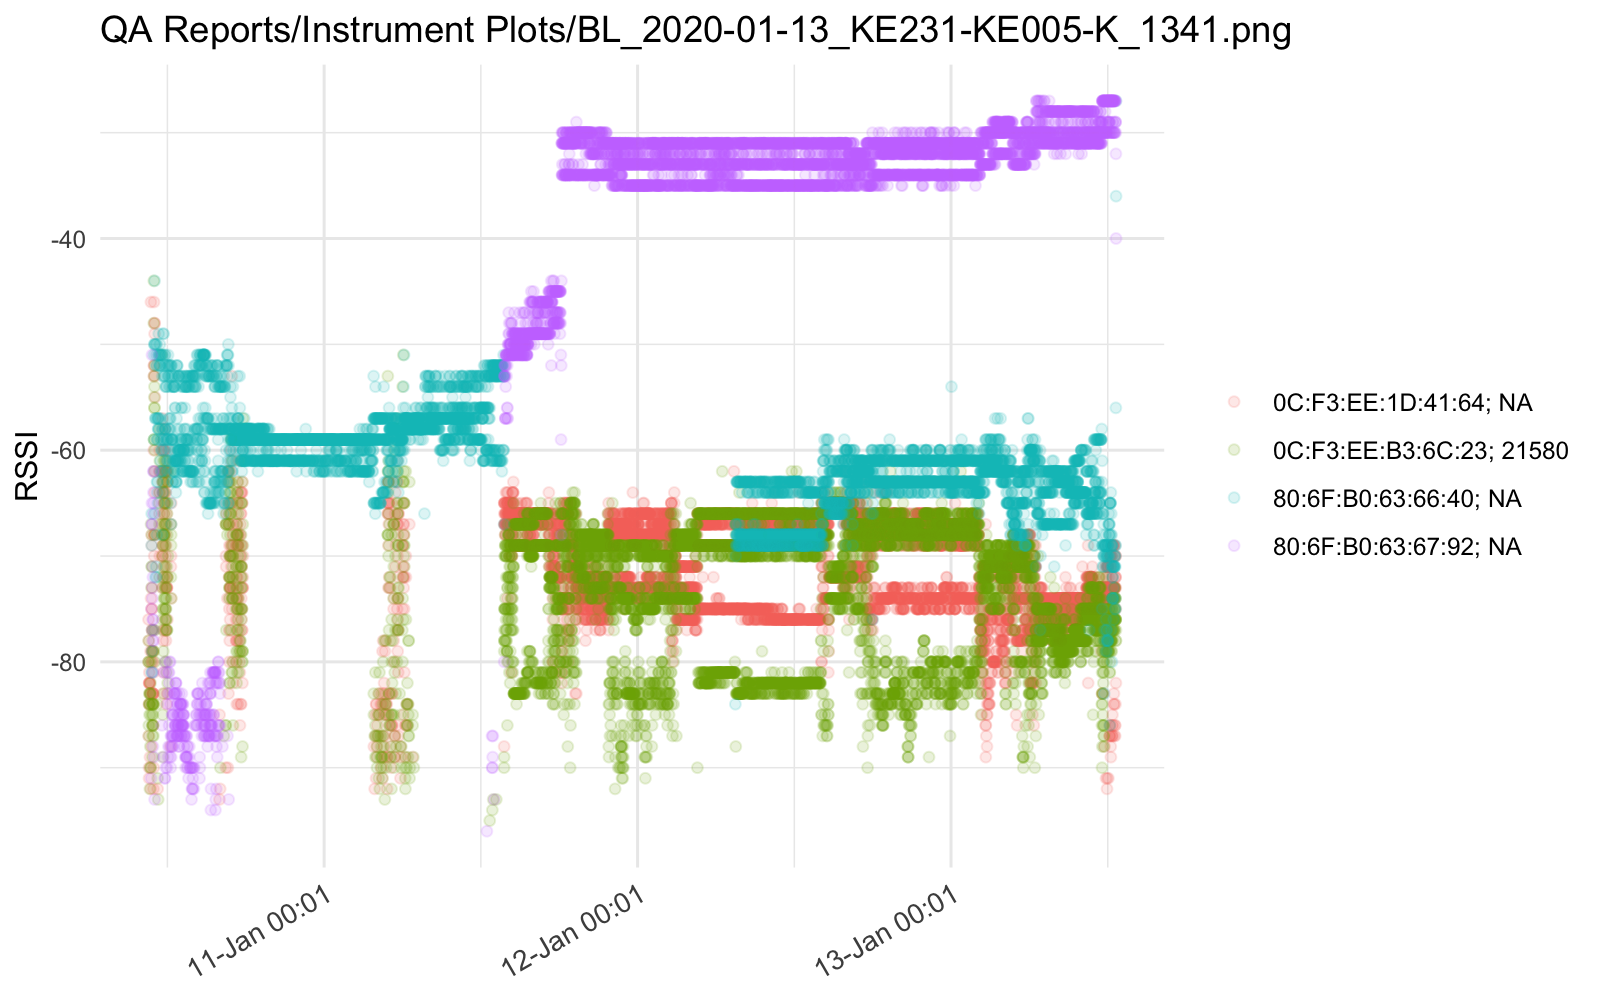 QA Reports/Instrument Plots/BL_2020-01-13_KE231-KE005-K_1341.png
RSSI
-40
-60
-80
11-Jan 00:01
12-Jan 00:01
13-Jan 00:01
0C:F3:EE:1D:41:64; NA
0C:F3:EE:B3:6C:23; 21580
80:6F:B0:63:66:40; NA
80:6F:B0:63:67:92; NA